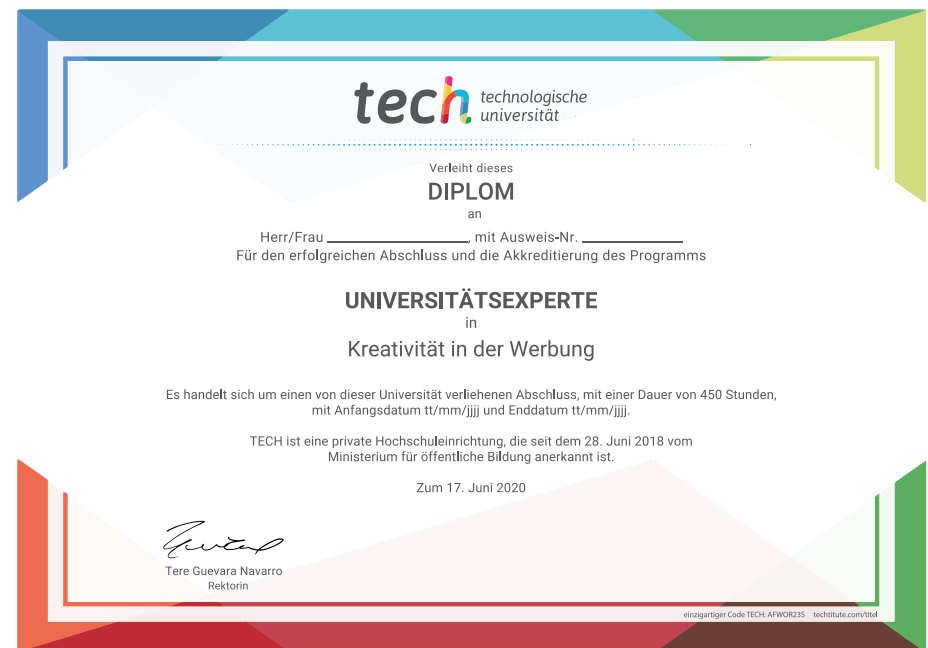 tech technologische
universität
Verleiht dieses
DIPLOM
an
Herr/Frau ____________________, mit Ausweis-Nr. ______________
Für den erfolgreichen Abschluss und die Akkreditierung des Programms
UNIVERSITÄTSEXPERTE
in
Kreativität in der Werbung
Es handelt sich um einen von dieser Universität verliehenen Abschluss, mit einer Dauer von 450 Stunden,
mit Anfangsdatum tt/mm/jjjj und Enddatum tt/mm/jjjj.
TECH ist eine private Hochschuleinrichtung, die seit dem 28. Juni 2018 vom
Ministerium für öffentliche Bildung anerkannt ist.
Zum 17. Juni 2020
Tere Guevara Navarro
Rektorin
einzigartiger Code TECH: AFWOR23S techtitute.com/titel